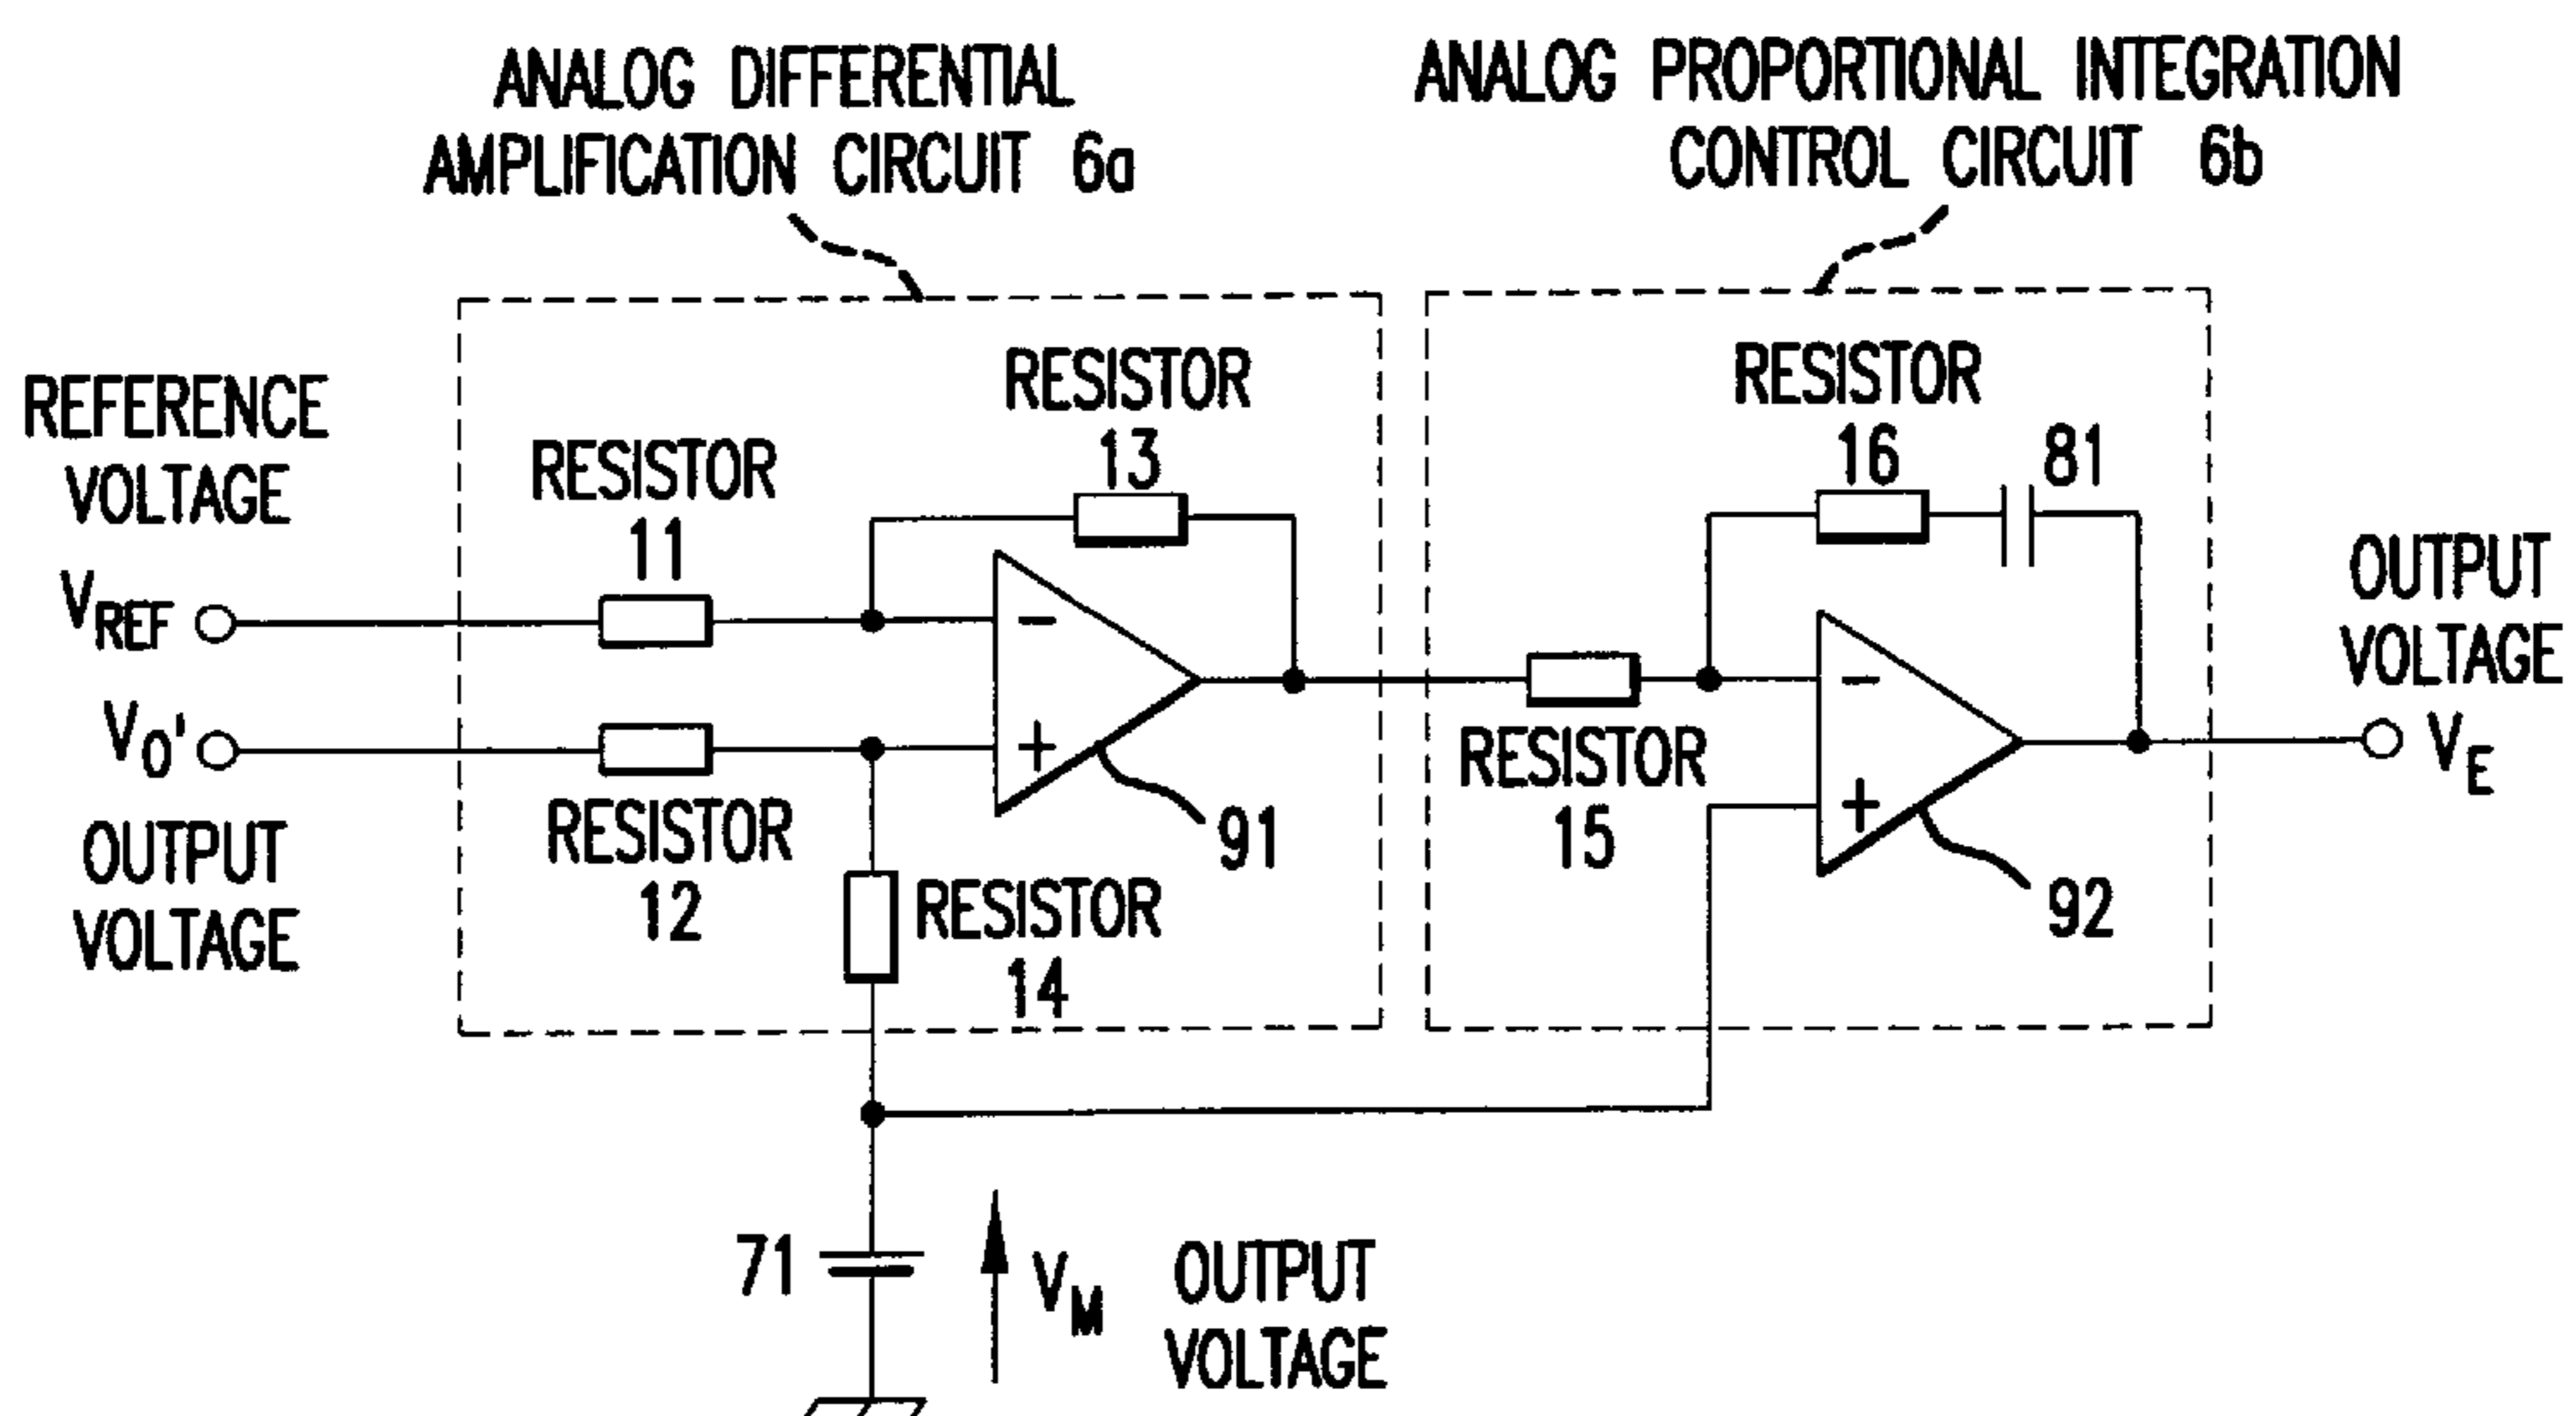 ANALOG DIFFERENTIAL
AMPLIFICATION CIRCUIT 6a
ANALOG PROPORTIONAL INTEGRATION
CONTROL CIRCUIT 6b
REFERENCE
VOLTAGE
VREF
VO'
OUTPUT
VOLTAGE
RESISTOR
11
RESISTOR
12
RESISTOR
13
RESISTOR
14
-
+
91
RESISTOR
15
RESISTOR
16
81
-
+
92
OUTPUT
VOLTAGE
VE
71
VM
OUTPUT
VOLTAGE